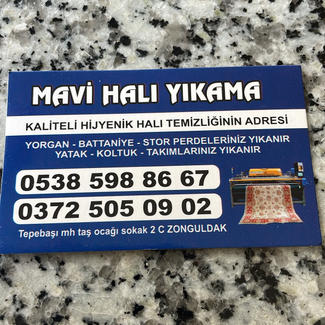 MAVİ HALI YIKAMA
KALİTELİ HİJYENİK HALI TEMİZLİĞİNİN ADRESİ
YORGAN - BATTANİYE - STOR PERDELERİNİZ YIKANIR
YATAK - KOLTUK - TAKIMLARINIZ YIKANIR
0538 598 86 67
0372 505 09 02
Tepebaşı mh taş ocağı sokak 2 C ZONGULDAK